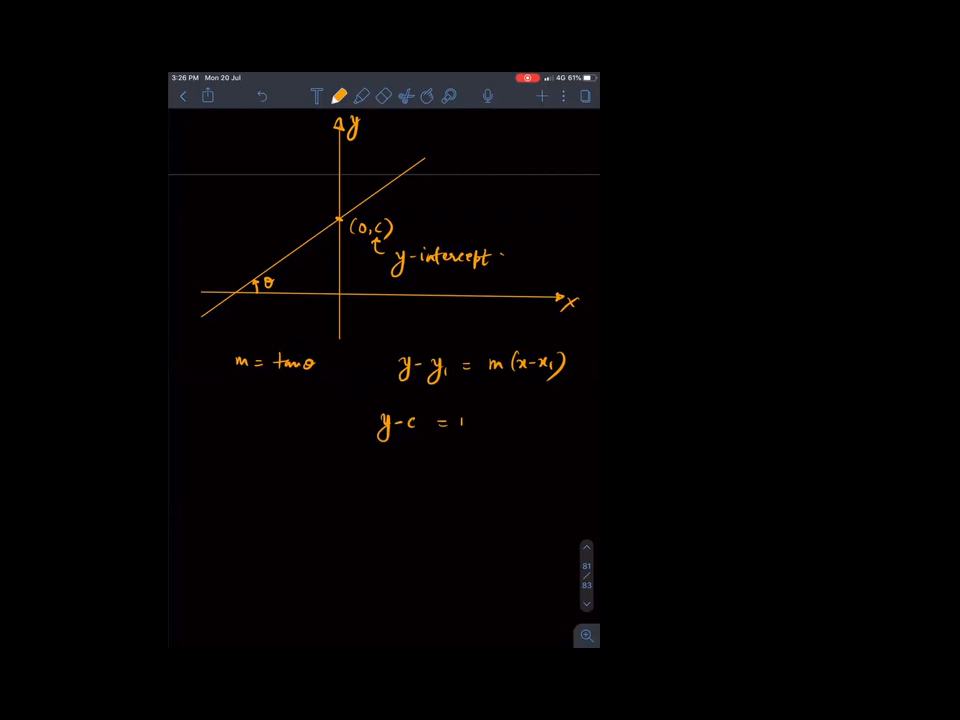 3:26 PM Mon 20 Jul 4G 61%
T
y
(0,c)
y-intercept
θ
x
m = tanθ
y - y₁ = m(x-x₁)
y-c =
81
/
83